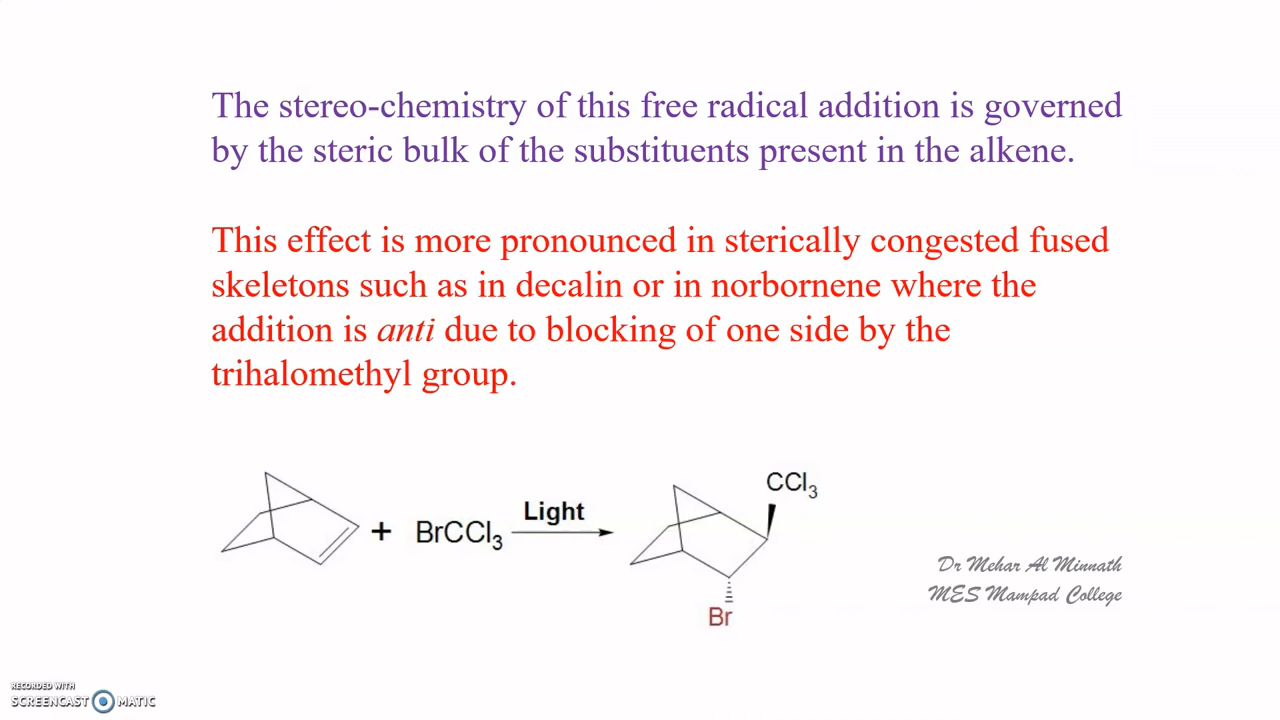 The stereo-chemistry of this free radical addition is governed
by the steric bulk of the substituents present in the alkene.
This effect is more pronounced in sterically congested fused
skeletons such as in decalin or in norbornene where the
addition is anti due to blocking of one side by the
trihalomethyl group.
CCl3
+ BrCCl3 Light
Br
Dr Mehar Al Minnath
MES Mampad College
RECORDED WITH
SCREENCAST MATIC